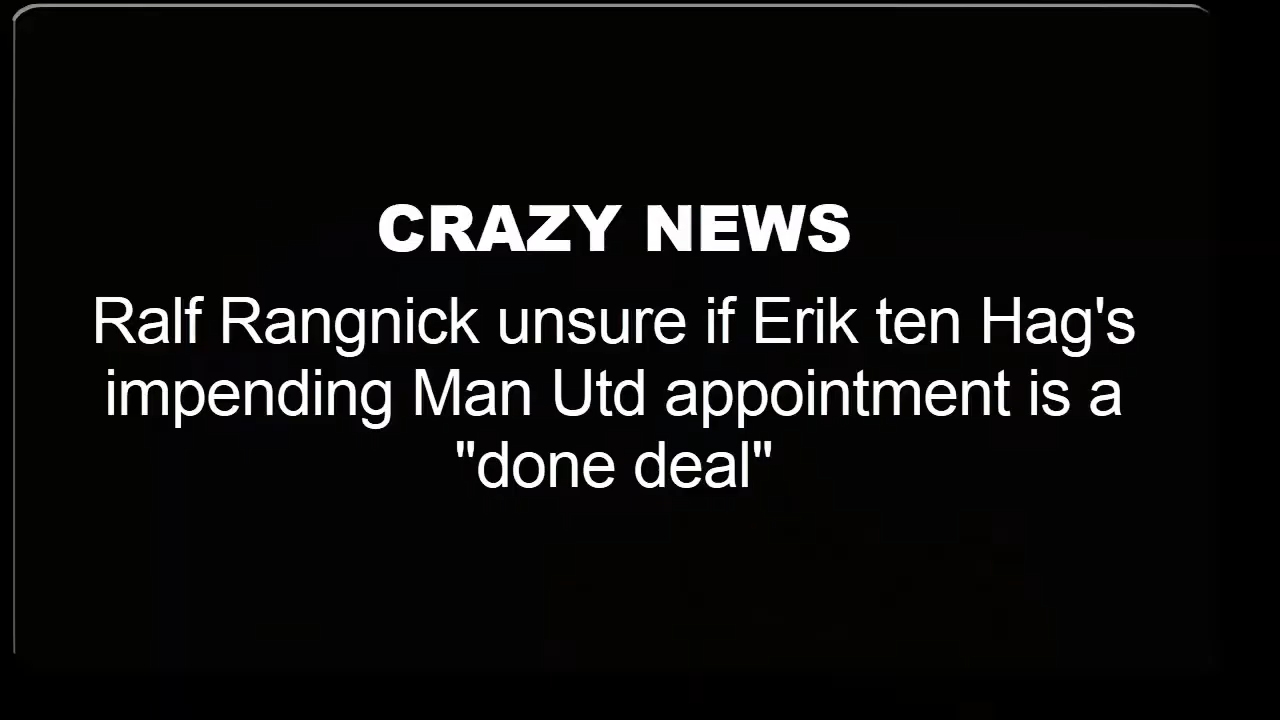 CRAZY NEWS
Ralf Rangnick unsure if Erik ten Hag's
impending Man Utd appointment is a
"done deal"